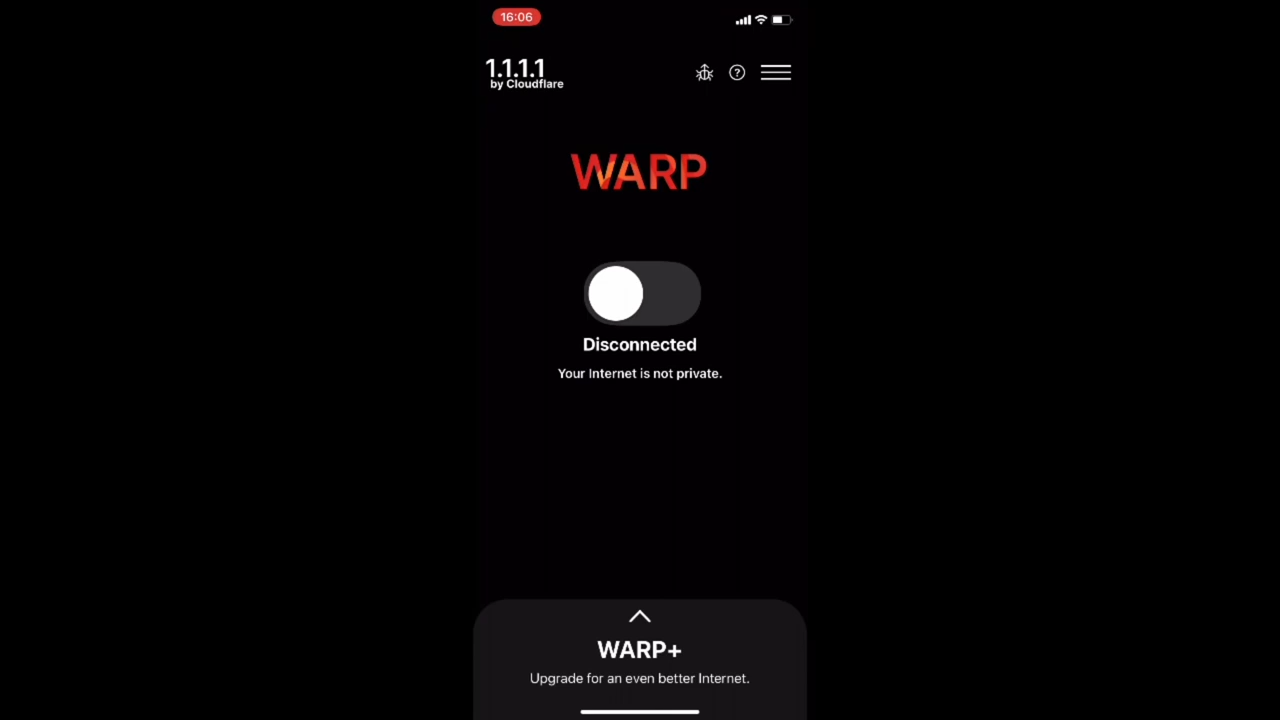 16:06
1.1.1.1
by Cloudflare
?
WARP
Disconnected
Your Internet is not private.
WARP+
Upgrade for an even better Internet.